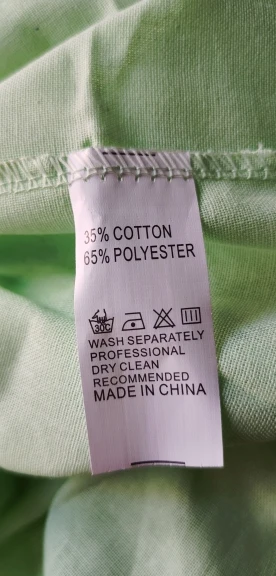 35% COTTON
65% POLYESTER
30C
WASH SEPARATELY
PROFESSIONAL
DRY CLEAN
RECOMMENDED
MADE IN CHINA